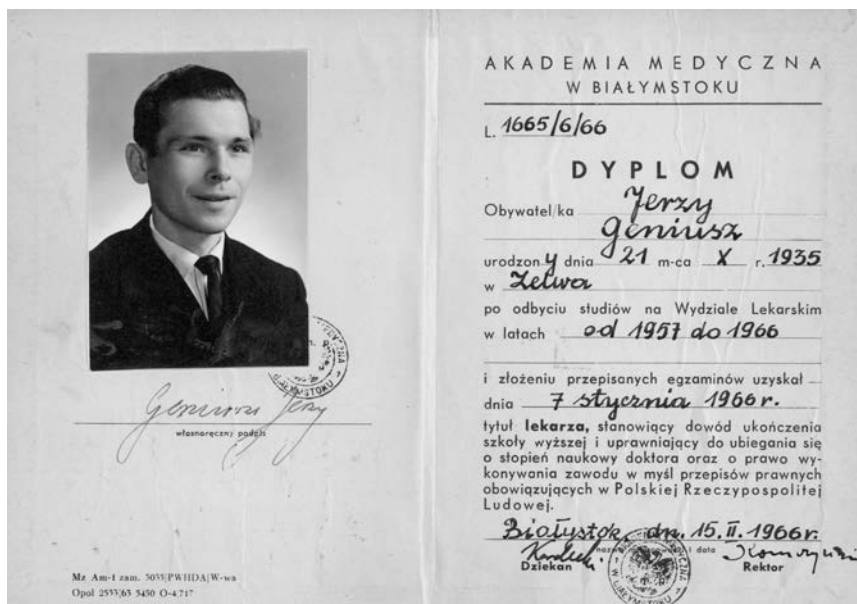 Geniusz Jerzy
własnoręczny podpis
Mz Am-1 zam. 5033|PWHDA|W-wa
Opol 2533|63 3450 O-4|717
AKADEMIA MEDYCZNA
W BIAŁYMSTOKU
L. 1665/6/66
DYPLOM
Obywatel/ka Jerzy
Geniusz
urodzony dnia 21 m-ca X r. 1935
w Zelwa
po odbyciu studiów na Wydziale Lekarskim
w latach od 1957 do 1966
i złożeniu przepisanych egzaminów uzyskał
dnia 7 stycznia 1966 r.
tytuł lekarza, stanowiący dowód ukończenia
szkoły wyższej i uprawniający do ubiegania się
o stopień naukowy doktora oraz o prawo wy-
konywania zawodu w myśl przepisów prawnych
obowiązujących w Polskiej Rzeczypospolitej
Ludowej.
Białystok, dn. 15. II. 1966 r.
i data
Dziekan Rektor